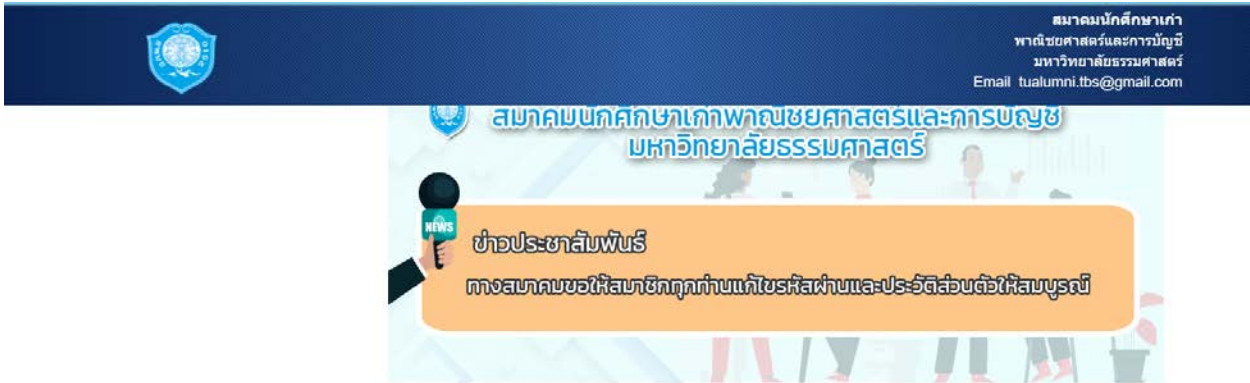 สมาคมนักศึกษาเก่า
พาณิชยศาสตร์และการบัญชี
มหาวิทยาลัยธรรมศาสตร์
Email tualumni.tbs@gmail.com
สมาคมนักศึกษาเก่าพาณิชยศาสตร์และการบัญชี
มหาวิทยาลัยธรรมศาสตร์
NEWS
ข่าวประชาสัมพันธ์
ทางสมาคมขอให้สมาชิกทุกท่านแก้ไขรหัสผ่านและประวัติส่วนตัวให้สมบูรณ์